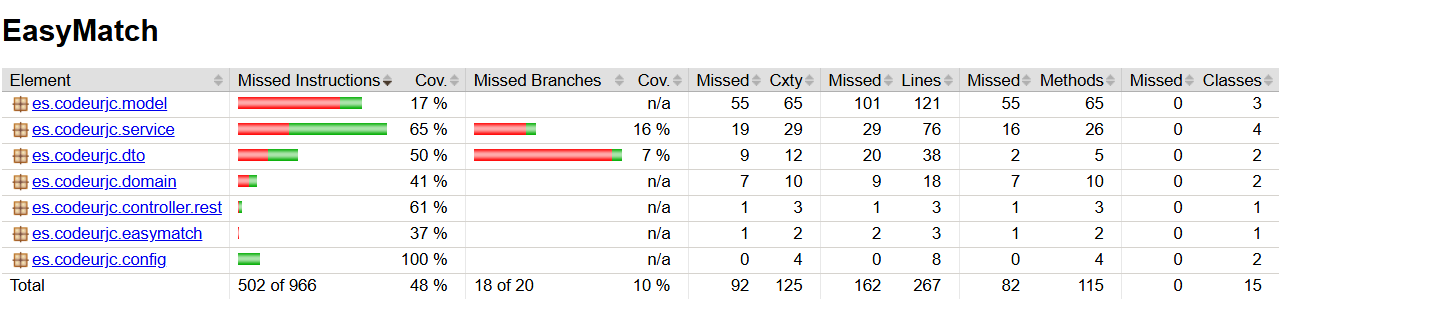 EasyMatch
Element Missed Instructions Cov. Missed Branches Cov. Missed Cxty Missed Lines Missed Methods Missed Classes
es.codeurjc.model 17 % n/a 55 65 101 121 55 65 0 3
es.codeurjc.service 65 % 16 % 19 29 29 76 16 26 0 4
es.codeurjc.dto 50 % 7 % 9 12 20 38 2 5 0 2
es.codeurjc.domain 41 % n/a 7 10 9 18 7 10 0 2
es.codeurjc.controller.rest 61 % n/a 1 3 1 3 1 3 0 1
es.codeurjc.easymatch 37 % n/a 1 2 2 3 1 2 0 1
es.codeurjc.config 100 % n/a 0 4 0 8 0 4 0 2
Total 502 of 966 48 % 18 of 20 10 % 92 125 162 267 82 115 0 15